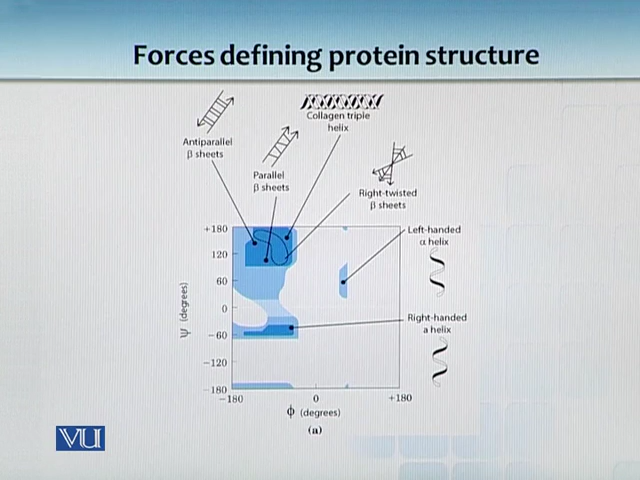 Forces defining protein structure
Collagen triple
helix
Antiparallel
β sheets
Parallel
β sheets
Right-twisted
β sheets
Left-handed
α helix
Right-handed
a helix
+180
120
60
0
−60
−120
−180
ψ (degrees)
−180
0
+180
ϕ (degrees)
(a)
VU